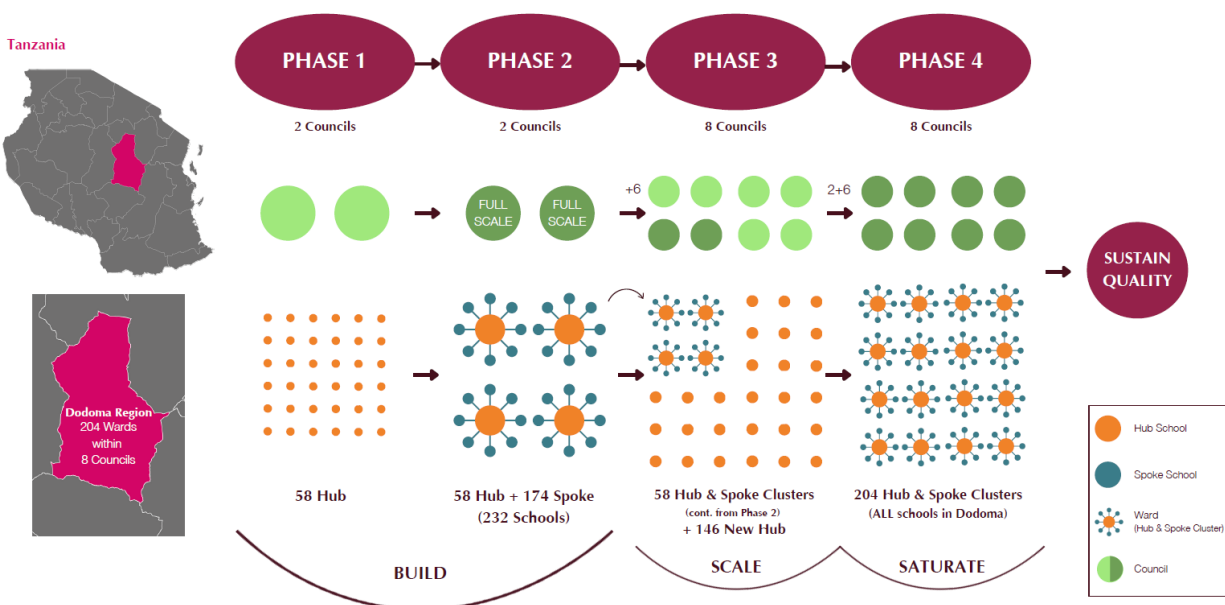 Tanzania
PHASE 1
PHASE 2
PHASE 3
PHASE 4
2 Councils
2 Councils
8 Councils
8 Councils
FULL
SCALE
FULL
SCALE
+6
2+6
SUSTAIN
QUALITY
Dodoma Region
204 Wards
within
8 Councils
58 Hub
58 Hub + 174 Spoke
(232 Schools)
58 Hub & Spoke Clusters
(cont. from Phase 2)
+ 146 New Hub
204 Hub & Spoke Clusters
(ALL schools in Dodoma)
BUILD
SCALE
SATURATE
Hub School
Spoke School
Ward
(Hub & Spoke Cluster)
Council